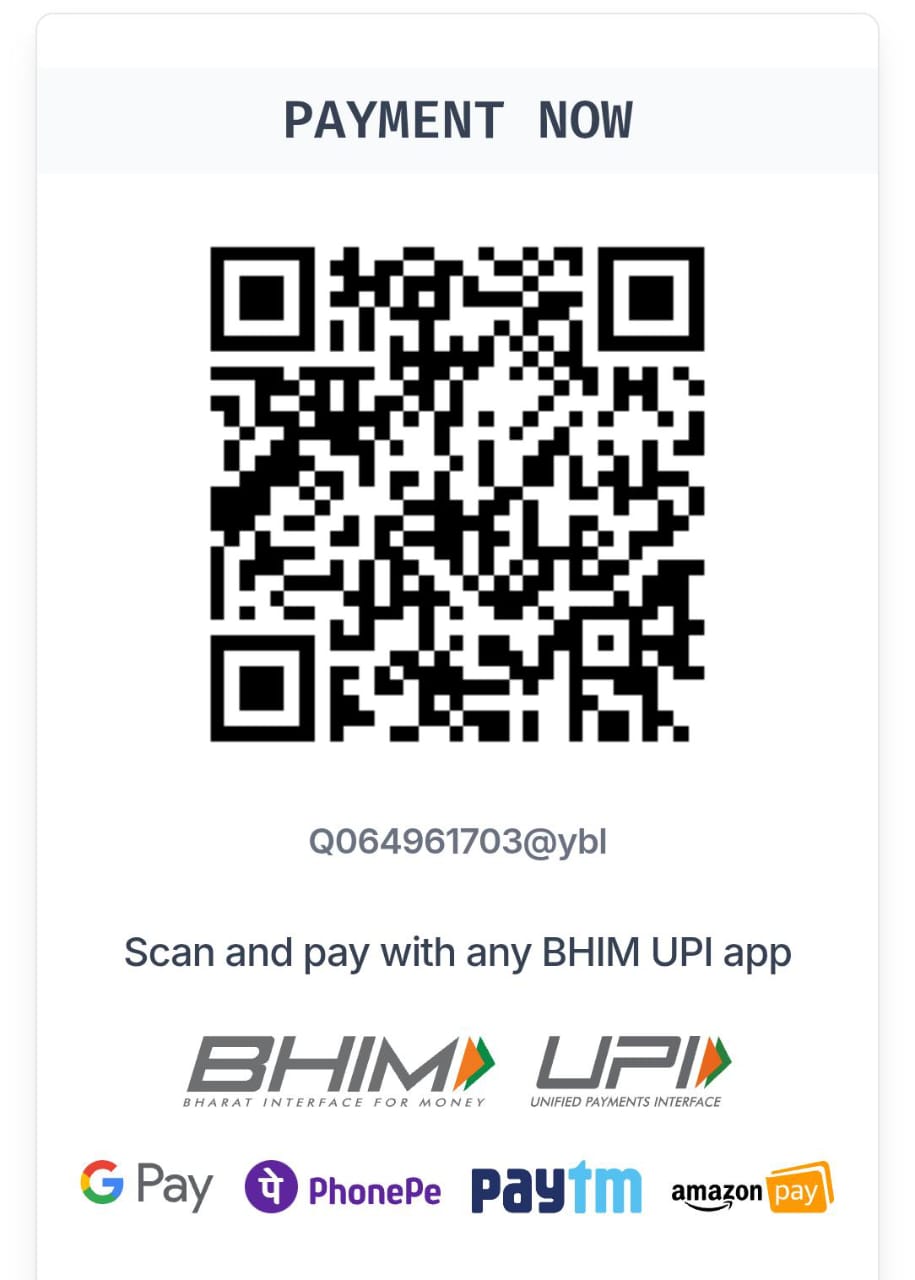 PAYMENT NOW
Q064961703@ybl
Scan and pay with any BHIM UPI app
BHIM UPI
BHARAT INTERFACE FOR MONEY UNIFIED PAYMENTS INTERFACE
G Pay पे PhonePe paytm amazon pay